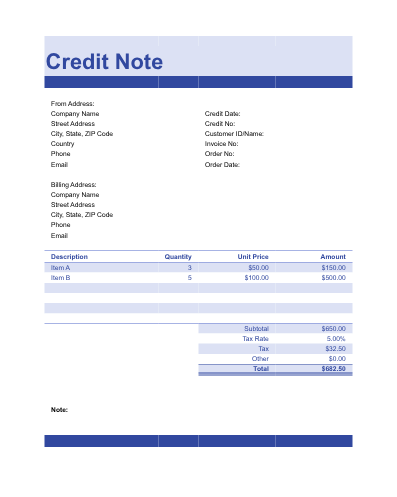 Credit Note
From Address:
Company Name
Credit Date:
Street Address
Credit No:
City, State, ZIP Code
Customer ID/Name:
Country
Invoice No:
Phone
Order No:
Email
Order Date:
Billing Address:
Company Name
Street Address
City, State, ZIP Code
Phone
Email
Description Quantity Unit Price Amount
Item A 3 $50.00 $150.00
Item B 5 $100.00 $500.00
Subtotal $650.00
Tax Rate 5.00%
Tax $32.50
Other $0.00
Total $682.50
Note: